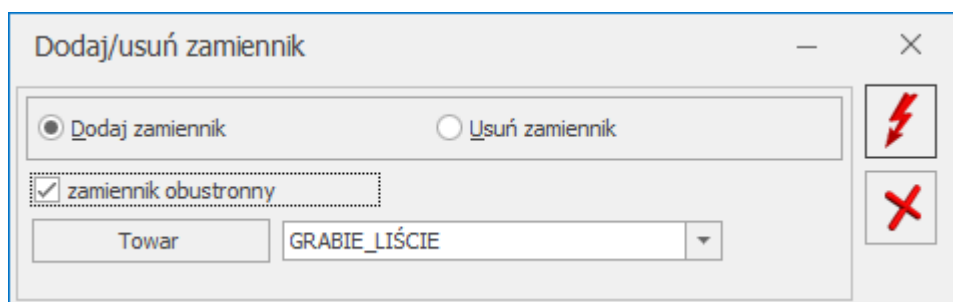 Dodaj/usuń zamiennik
Dodaj zamiennik Usuń zamiennik
zamiennik obustronny
Towar GRABIE_LIŚCIE